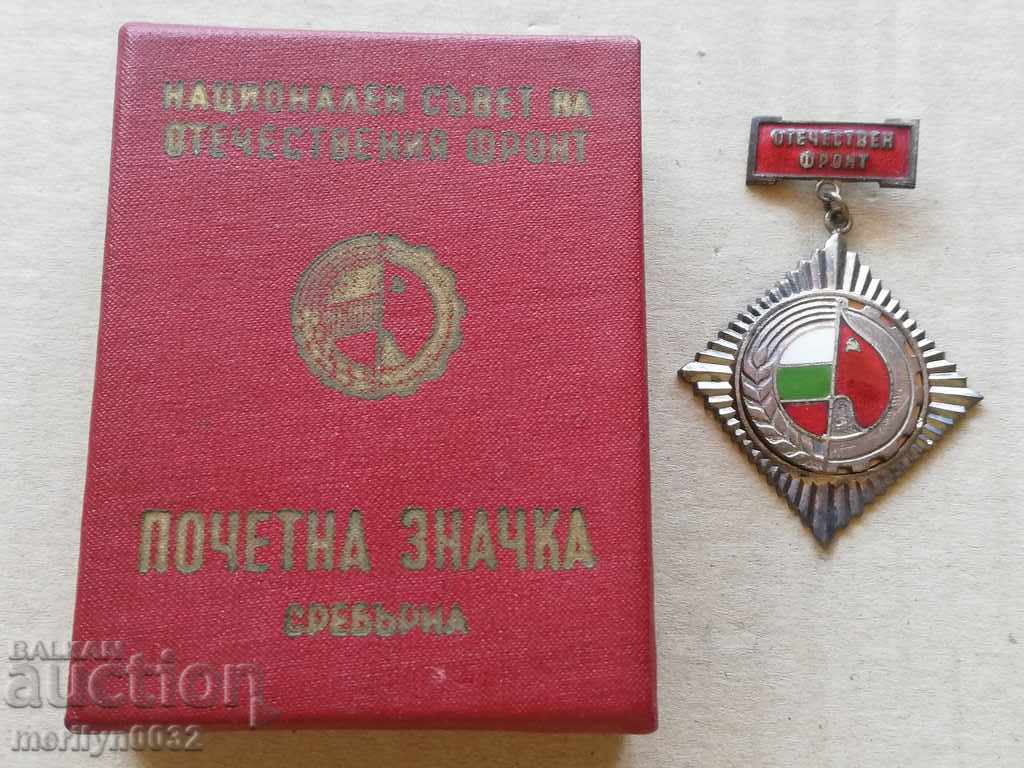 НАЦИОНАЛЕН СЪВЕТ НА
ОТЕЧЕСТВЕНИЯ ФРОНТ
ПОЧЕТНА ЗНАЧКА
СРЕБЪРНА
ОТЕЧЕСТВЕН
ФРОНТ
BALKAN
auction
merilyn0032